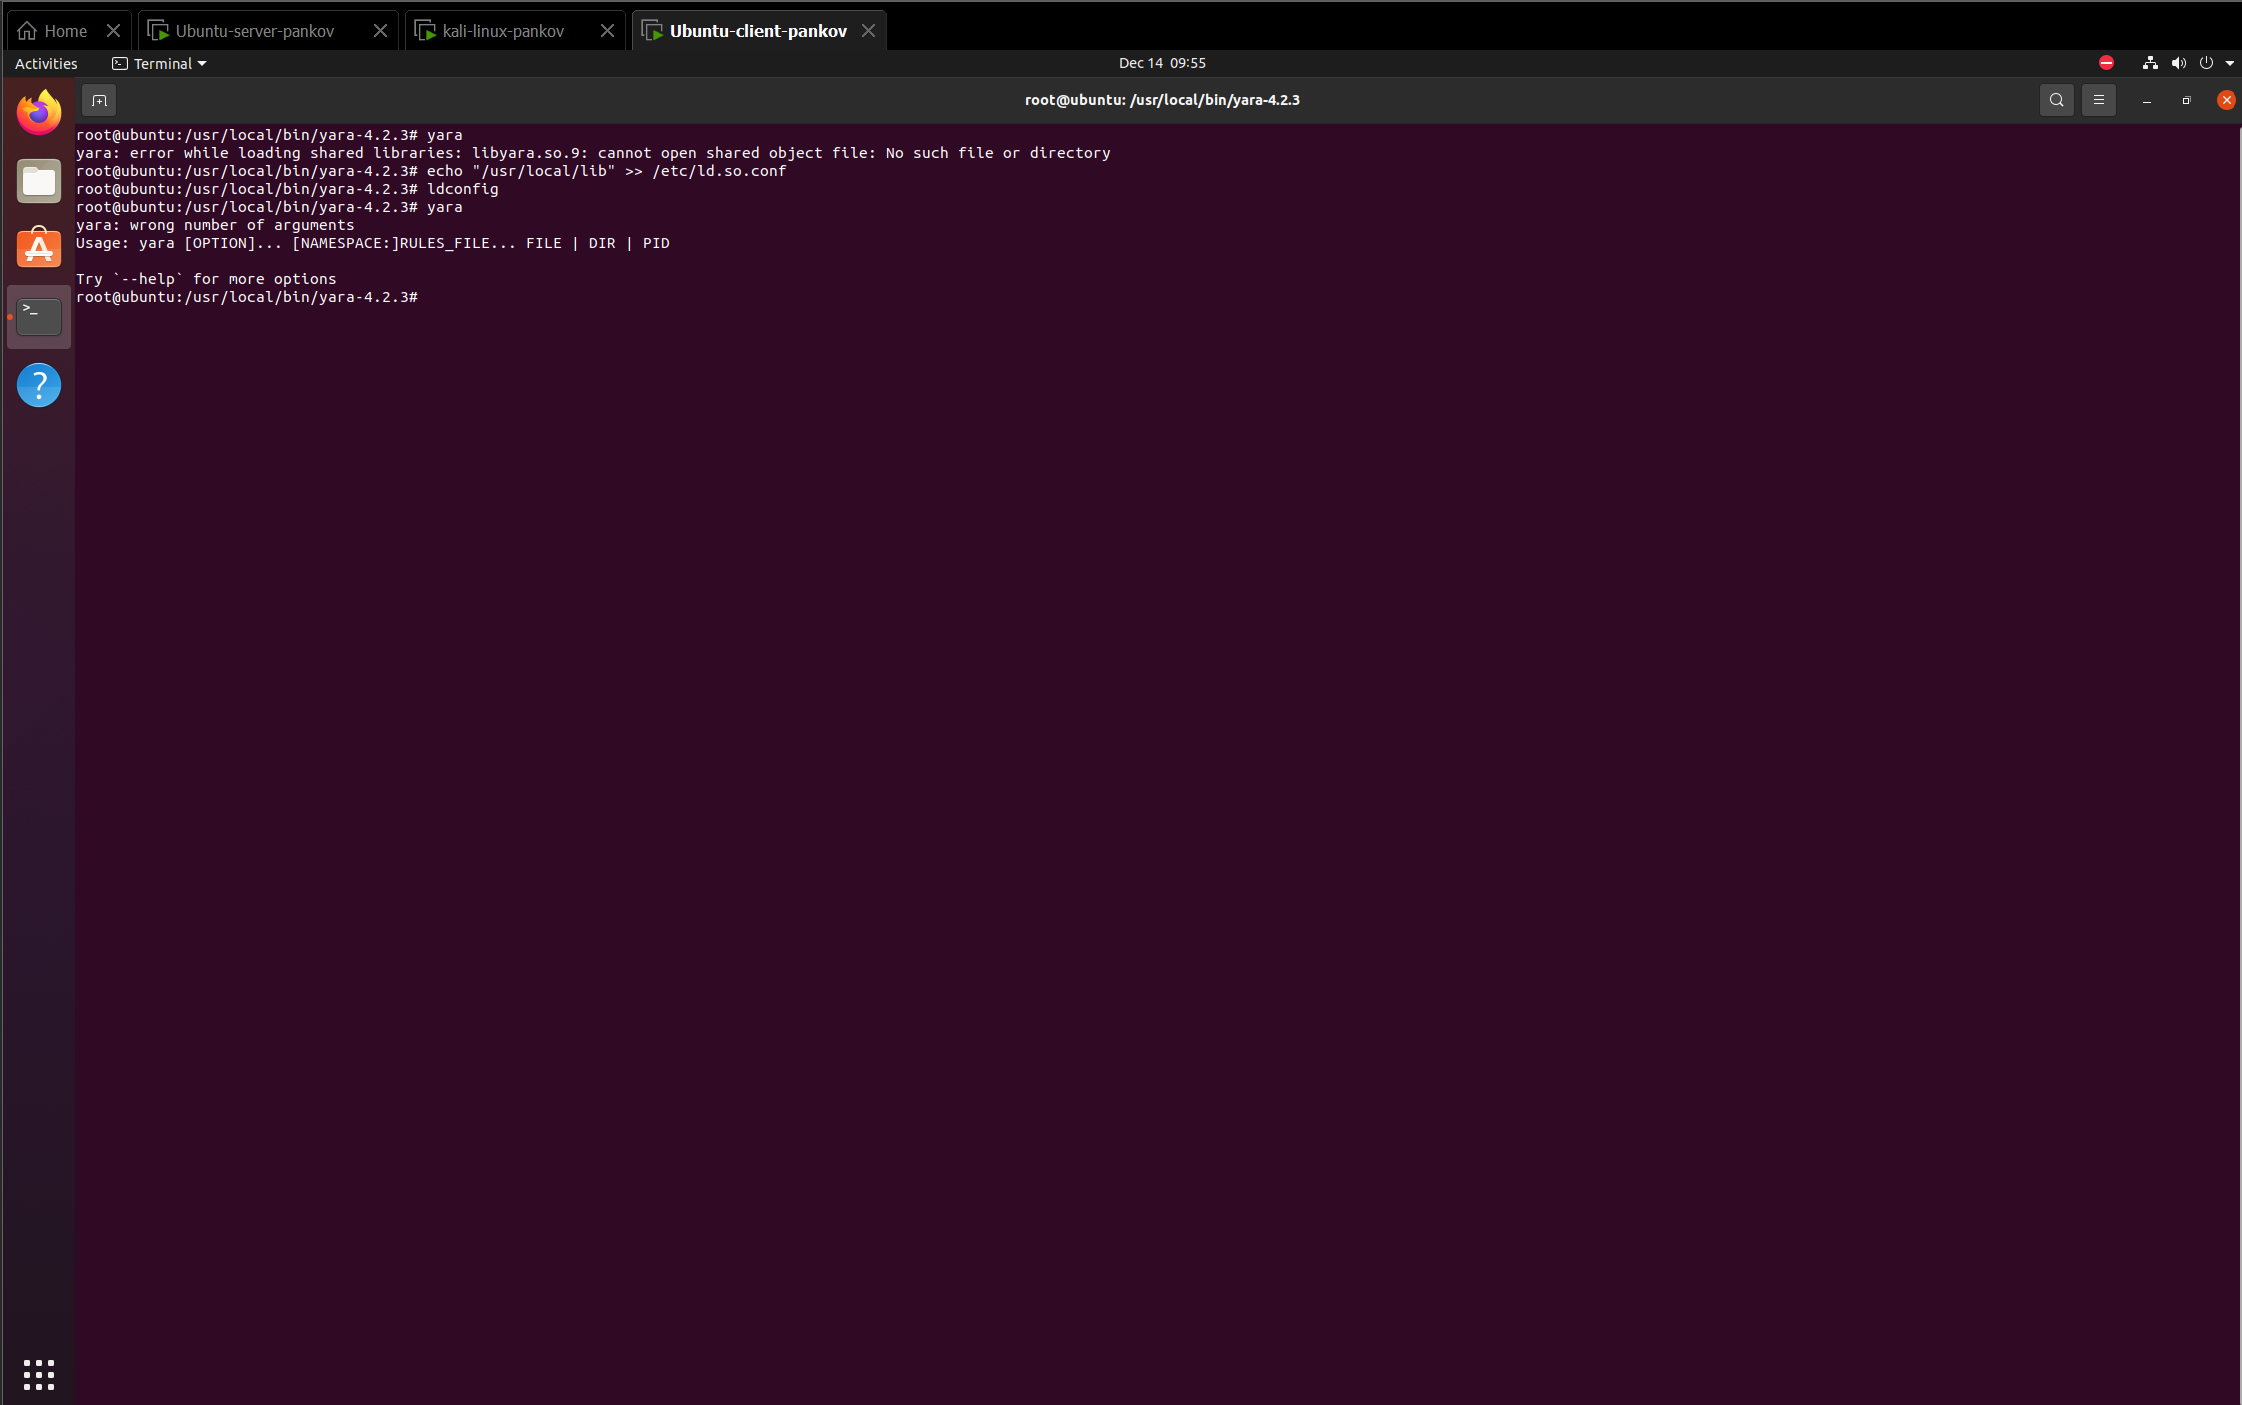 Home
Ubuntu-server-pankov
kali-linux-pankov
Ubuntu-client-pankov
Activities
Terminal
Dec 14 09:55
root@ubuntu: /usr/local/bin/yara-4.2.3
root@ubuntu:/usr/local/bin/yara-4.2.3# yara
yara: error while loading shared libraries: libyara.so.9: cannot open shared object file: No such file or directory
root@ubuntu:/usr/local/bin/yara-4.2.3# echo "/usr/local/lib" >> /etc/ld.so.conf
root@ubuntu:/usr/local/bin/yara-4.2.3# ldconfig
root@ubuntu:/usr/local/bin/yara-4.2.3# yara
yara: wrong number of arguments
Usage: yara [OPTION]... [NAMESPACE:]RULES_FILE... FILE | DIR | PID
Try `--help` for more options
root@ubuntu:/usr/local/bin/yara-4.2.3#